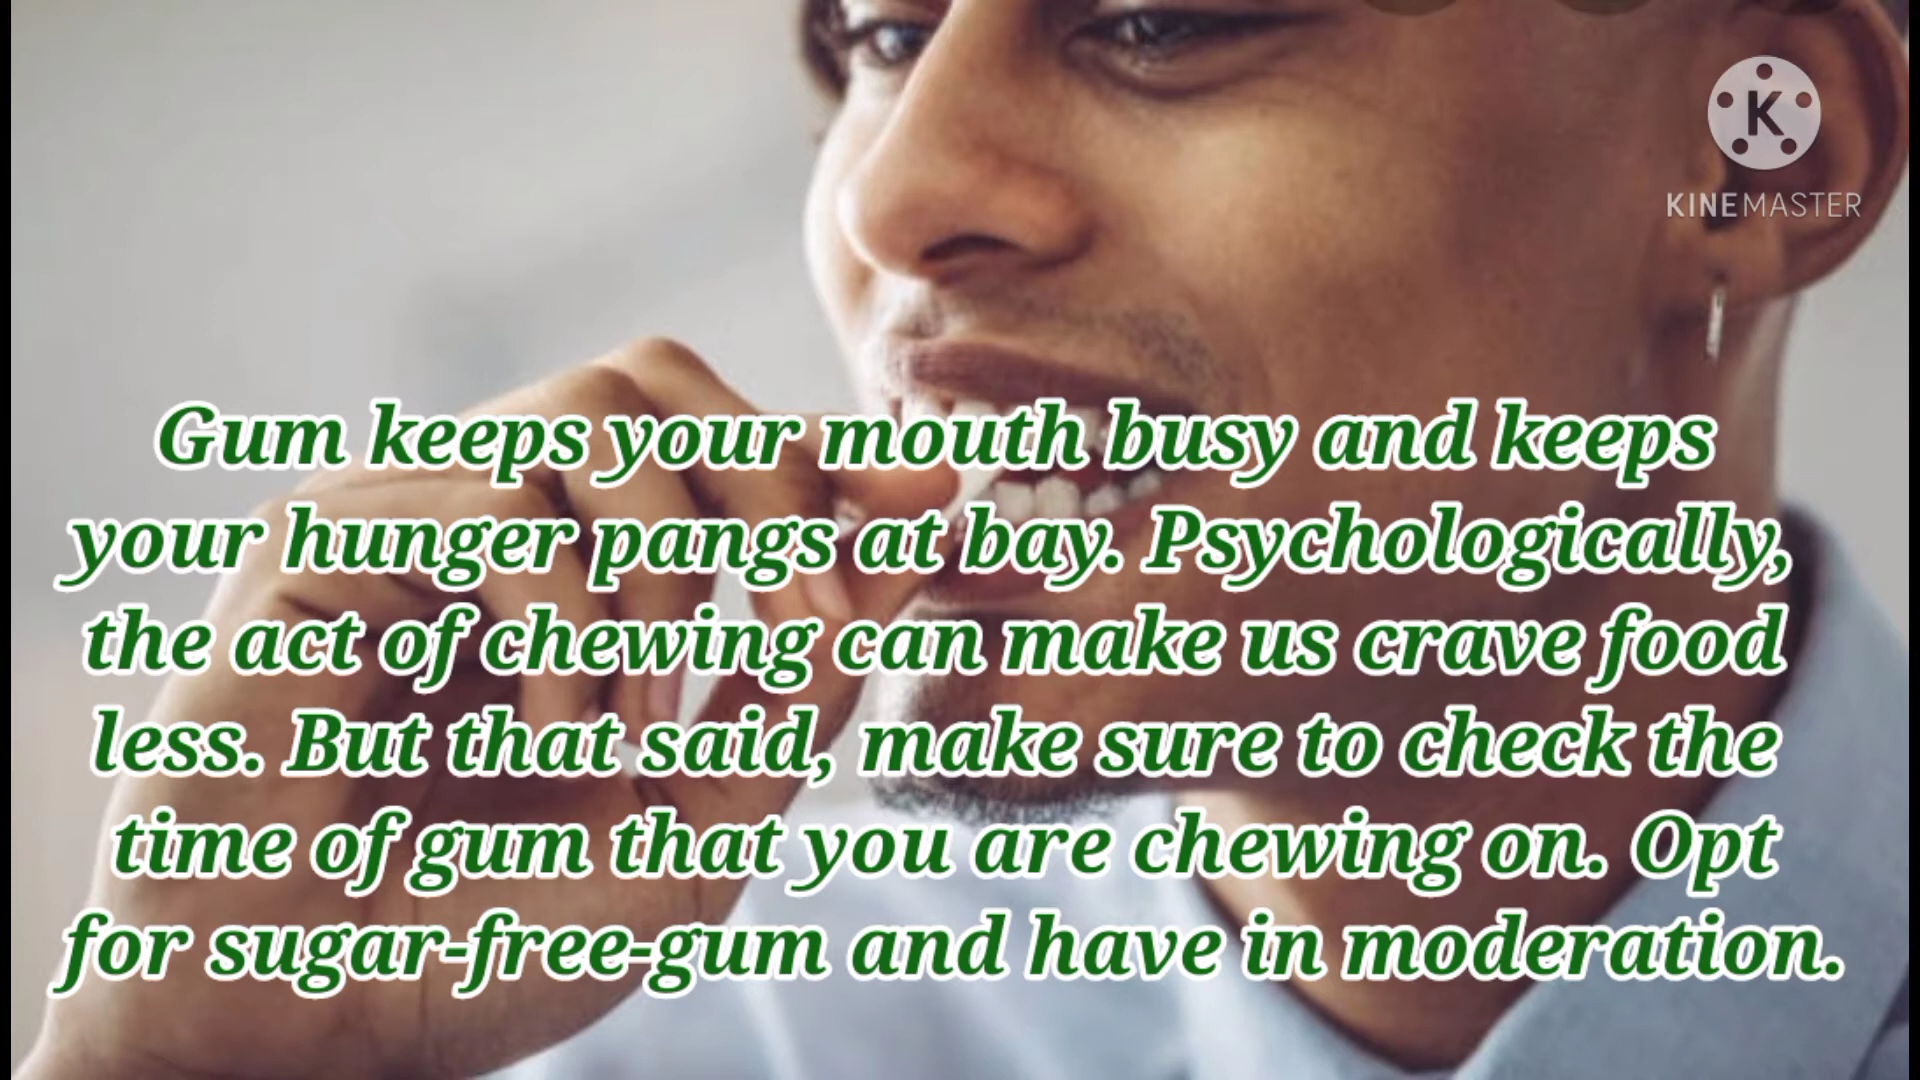 K
KINEMASTER
Gum keeps your mouth busy and keeps
your hunger pangs at bay. Psychologically,
the act of chewing can make us crave food
less. But that said, make sure to check the
time of gum that you are chewing on. Opt
for sugar-free-gum and have in moderation.